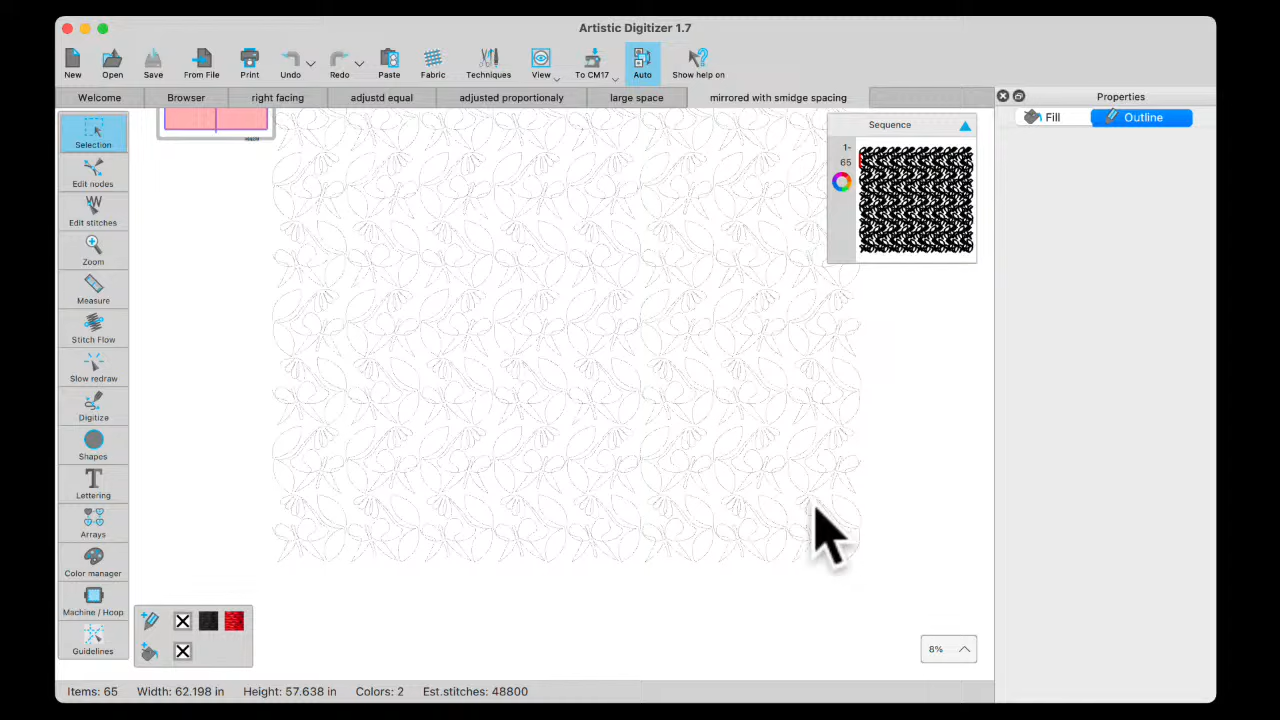 Artistic Digitizer 1.7
New Open Save From File Print Undo Redo Paste Fabric Techniques View To CM17 Auto Show help on
Welcome Browser right facing adjustd equal adjusted proportionaly large space mirrored with smidge spacing
Properties
Fill Outline
Selection
Edit nodes
Edit stitches
Zoom
Measure
Stitch Flow
Slow redraw
Digitize
Shapes
Lettering
Arrays
Color manager
Machine / Hoop
Guidelines
Sequence
1-
65
8%
Items: 65 Width: 62.198 in Height: 57.638 in Colors: 2 Est.stitches: 48800